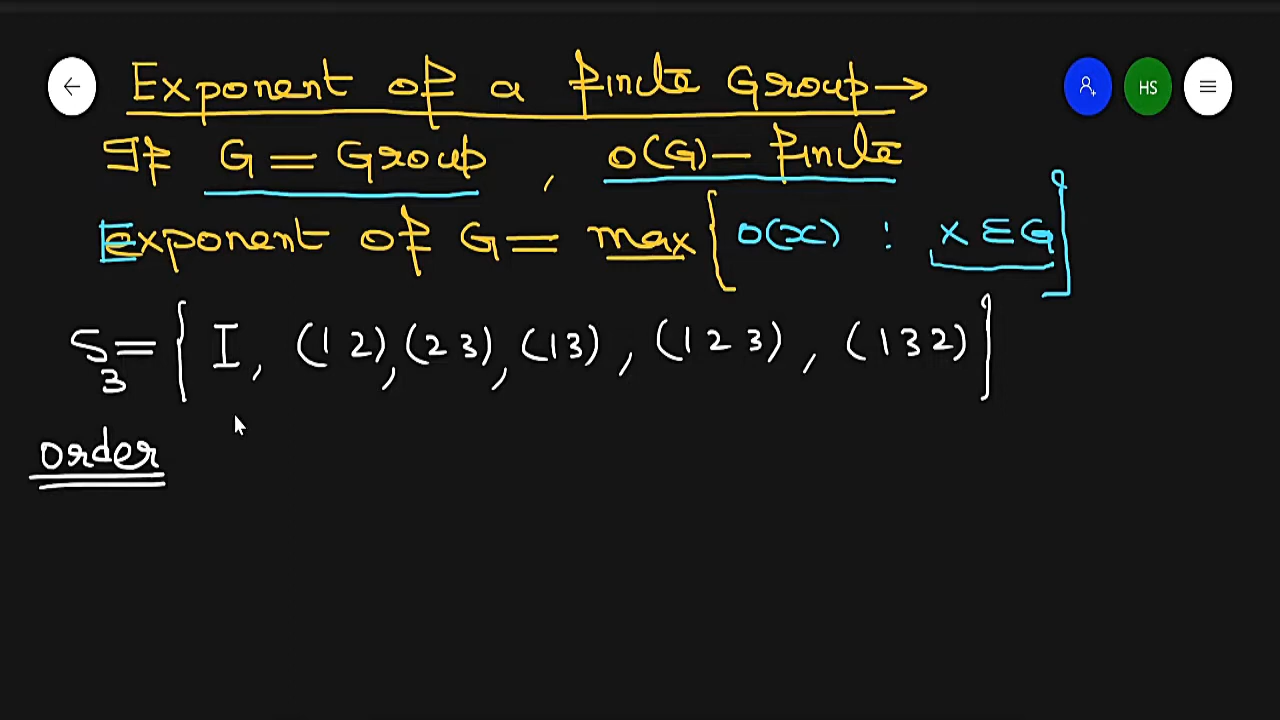 Exponent of a finite Group→
HS
If G = Group, O(G) – finite
Exponent of G = max { O(x) : x ∈ G }
S₃ = { I, (1 2), (2 3), (1 3), (1 2 3), (1 3 2) }
order